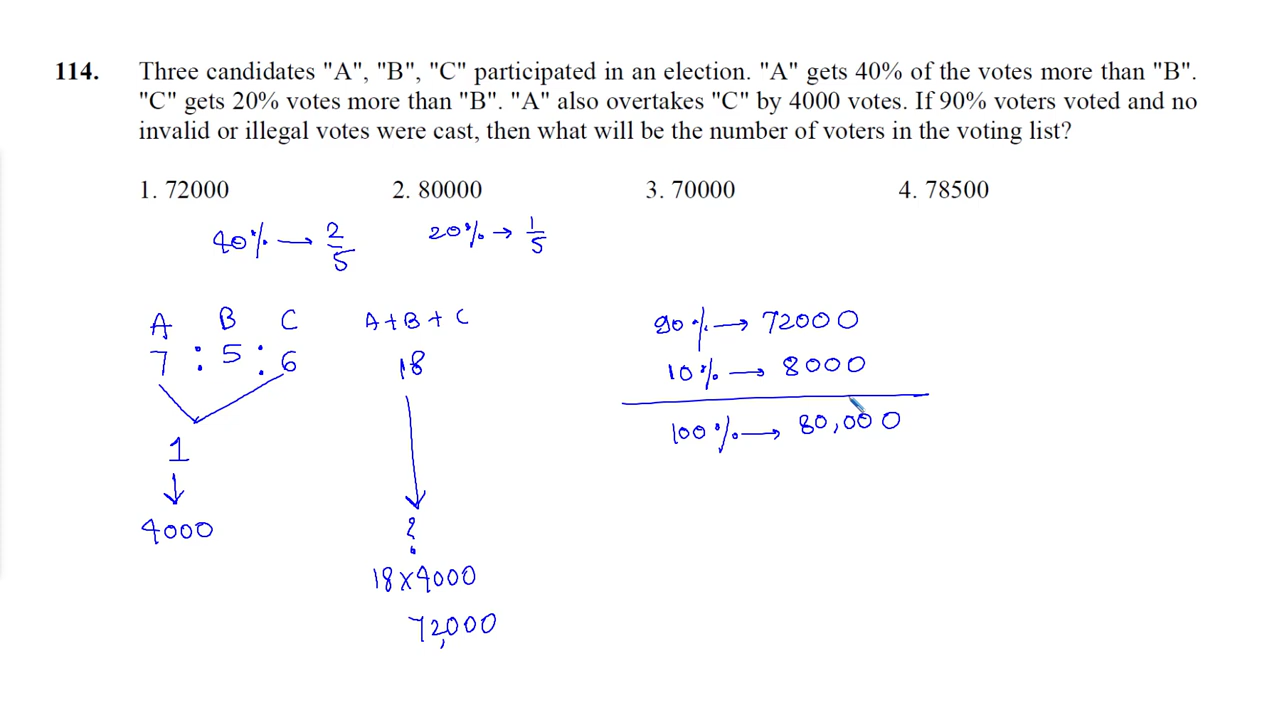 114. Three candidates "A", "B", "C" participated in an election. "A" gets 40% of the votes more than "B".
"C" gets 20% votes more than "B". "A" also overtakes "C" by 4000 votes. If 90% voters voted and no
invalid or illegal votes were cast, then what will be the number of voters in the voting list?
1. 72000 2. 80000 3. 70000 4. 78500
40% → 2/5 20% → 1/5
A B C A+B+C
7 : 5 : 6 18
1
↓
4000
?
18×4000
72,000
90% → 72000
10% → 8000
100% → 80,000